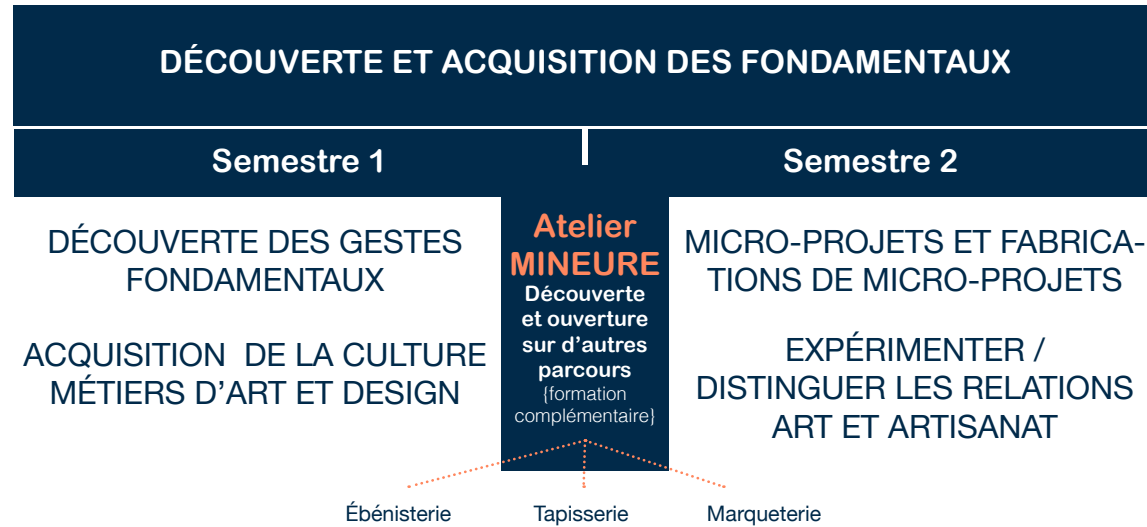 DÉCOUVERTE ET ACQUISITION DES FONDAMENTAUX
Semestre 1
Semestre 2
DÉCOUVERTE DES GESTES
FONDAMENTAUX
ACQUISITION DE LA CULTURE
MÉTIERS D'ART ET DESIGN
Atelier
MINEURE
Découverte
et ouverture
sur d'autres
parcours
{formation
complémentaire}
MICRO-PROJETS ET FABRICA-
TIONS DE MICRO-PROJETS
EXPÉRIMENTER /
DISTINGUER LES RELATIONS
ART ET ARTISANAT
Ébénisterie
Tapisserie
Marqueterie